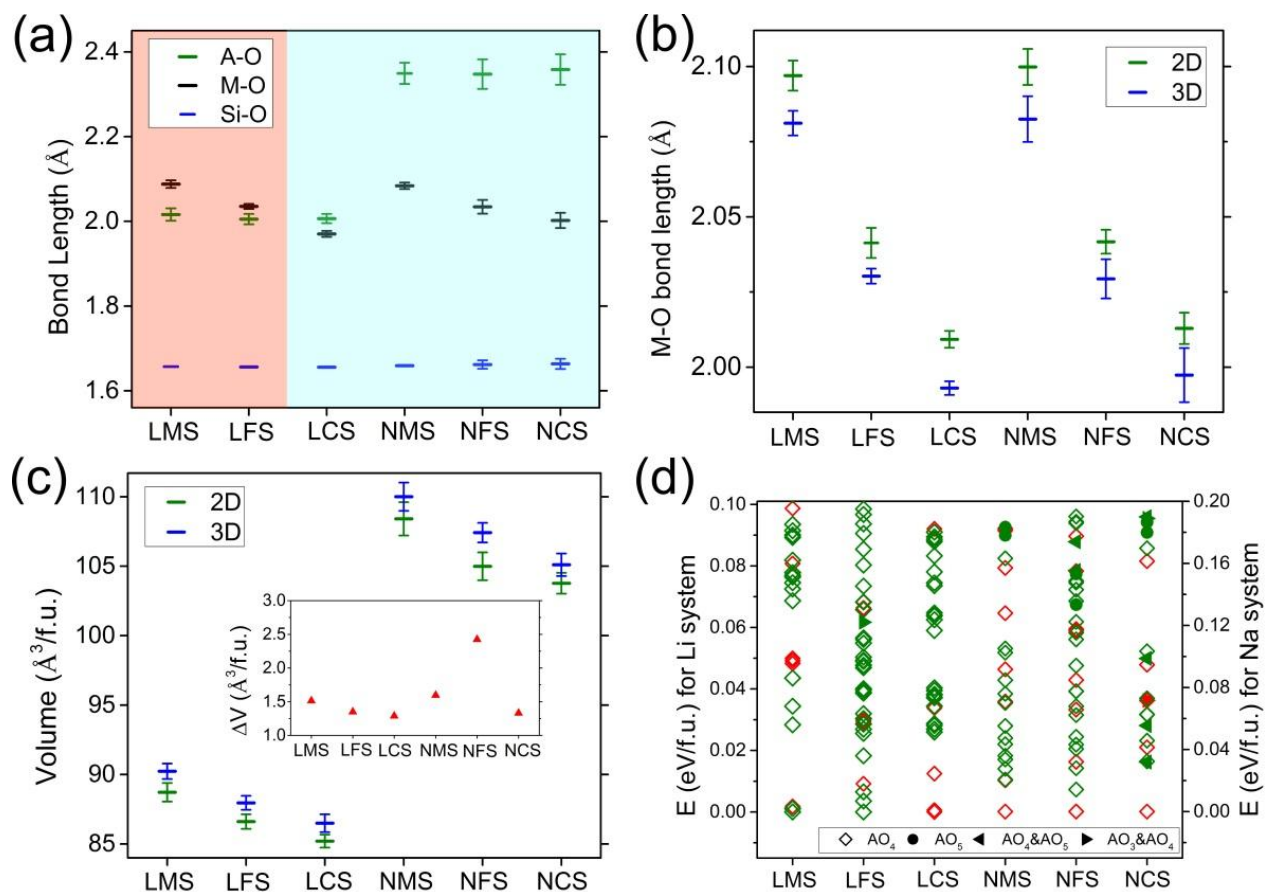 (a)
2.4
2.2
2.0
1.8
1.6
Bond Length (Å)
A-O
M-O
Si-O
LMS LFS LCS NMS NFS NCS
(b)
2.10
2.05
2.00
M-O bond length (Å)
2D
3D
LMS LFS LCS NMS NFS NCS
(c)
110
105
100
95
90
85
Volume (Å³/f.u.)
2D
3D
3.0
2.5
2.0
1.5
1.0
ΔV (Å³/f.u.)
LMS LFS LCS NMS NFS NCS
LMS LFS LCS NMS NFS NCS
(d)
0.10
0.08
0.06
0.04
0.02
0.00
E (eV/f.u.) for Li system
0.20
0.16
0.12
0.08
0.04
0.00
E (eV/f.u.) for Na system
AO₄ AO₅ AO₄&AO₅ AO₃&AO₄
LMS LFS LCS NMS NFS NCS